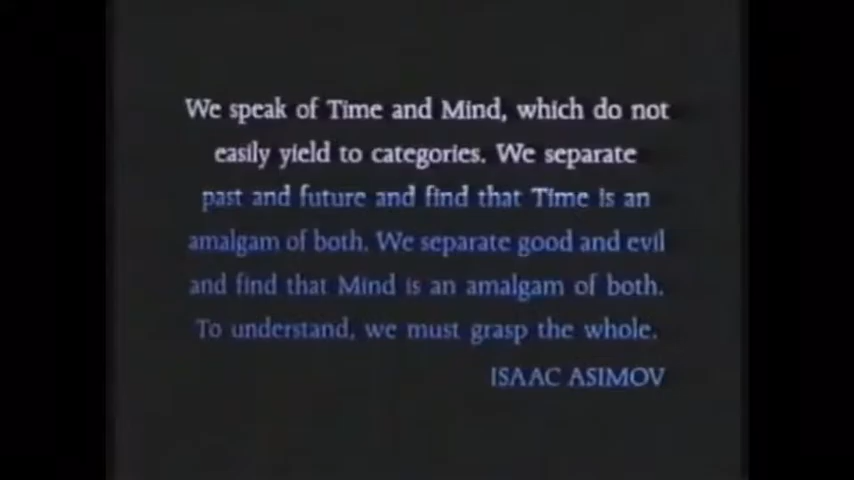 We speak of Time and Mind, which do not
easily yield to categories. We separate
past and future and find that Time is an
amalgam of both. We separate good and evil
and find that Mind is an amalgam of both.
To understand, we must grasp the whole.
ISAAC ASIMOV